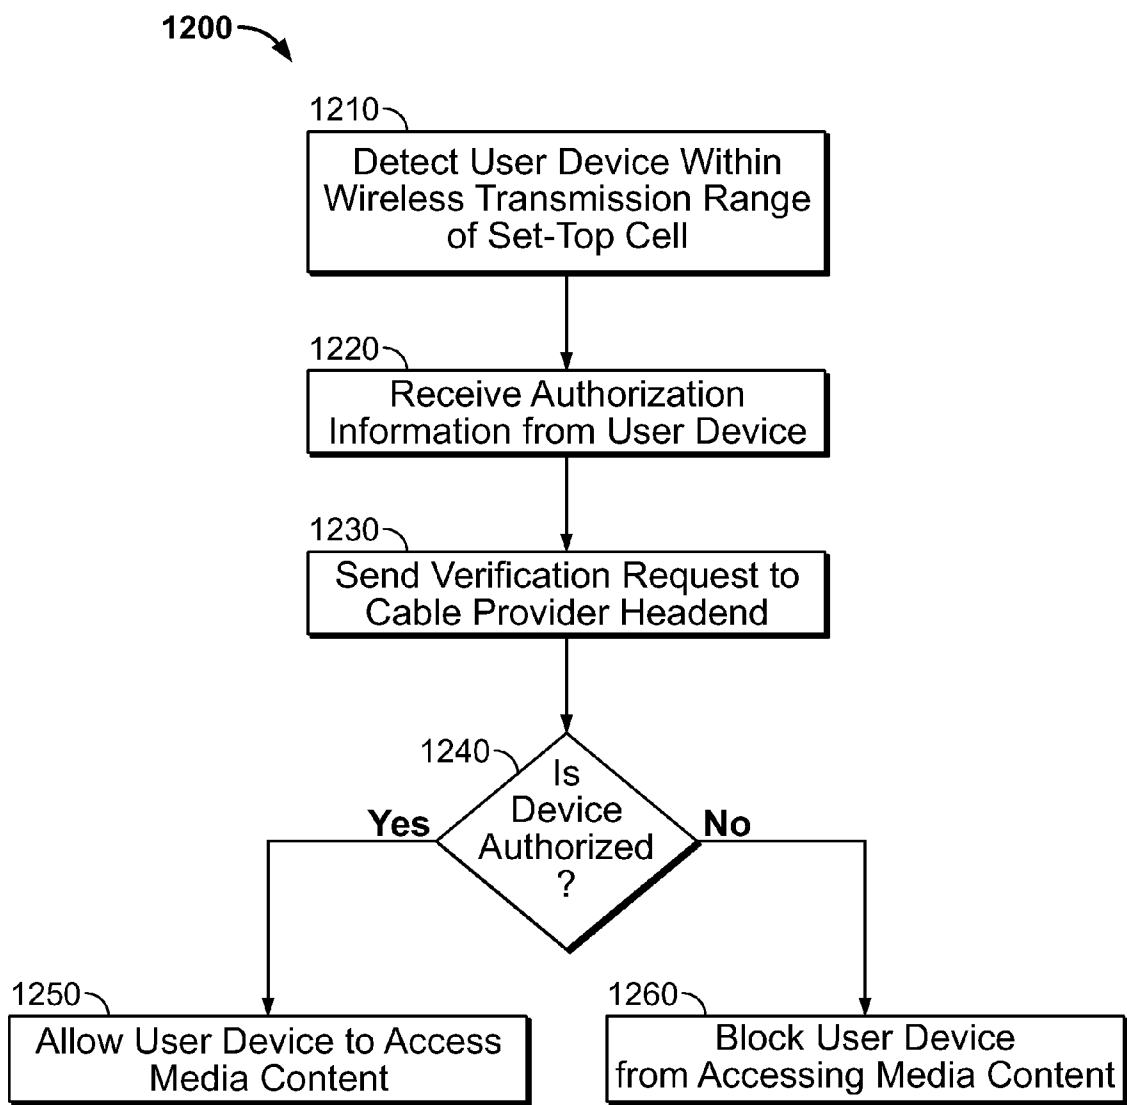 1200
1210
Detect User Device Within
Wireless Transmission Range
of Set-Top Cell
1220
Receive Authorization
Information from User Device
1230
Send Verification Request to
Cable Provider Headend
1240
Is
Device
Authorized
?
Yes
No
1250
Allow User Device to Access
Media Content
1260
Block User Device
from Accessing Media Content